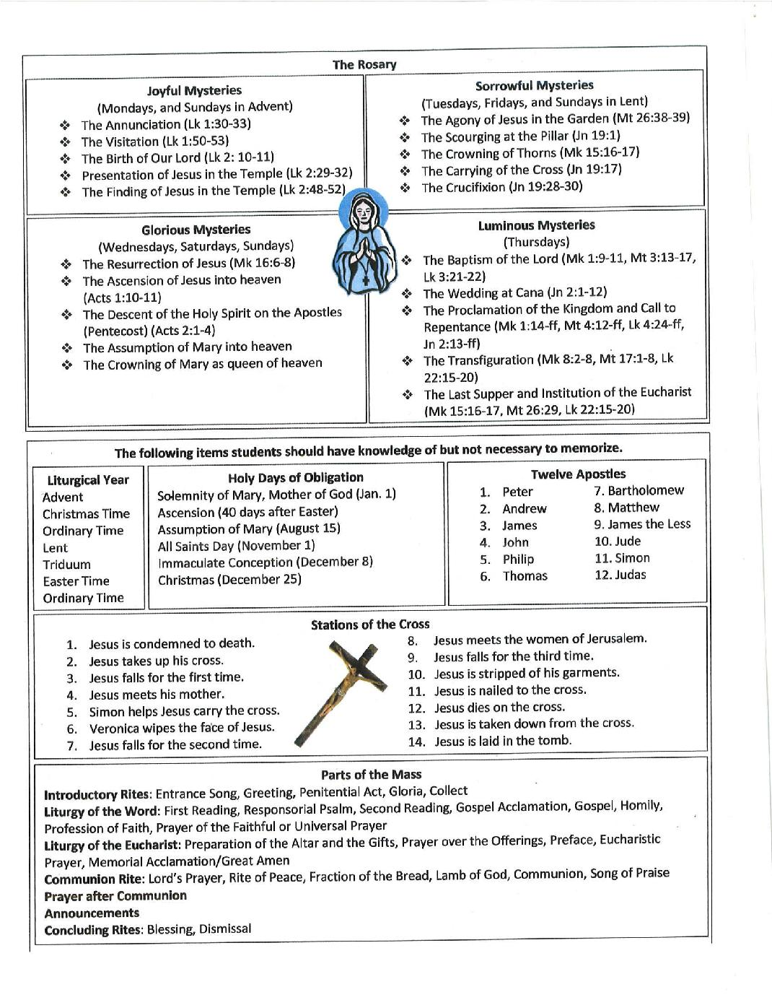 The Rosary
Joyful Mysteries
(Mondays, and Sundays in Advent)
❖ The Annunciation (Lk 1:30-33)
❖ The Visitation (Lk 1:50-53)
❖ The Birth of Our Lord (Lk 2: 10-11)
❖ Presentation of Jesus in the Temple (Lk 2:29-32)
❖ The Finding of Jesus in the Temple (Lk 2:48-52)
Sorrowful Mysteries
(Tuesdays, Fridays, and Sundays in Lent)
❖ The Agony of Jesus in the Garden (Mt 26:38-39)
❖ The Scourging at the Pillar (Jn 19:1)
❖ The Crowning of Thorns (Mk 15:16-17)
❖ The Carrying of the Cross (Jn 19:17)
❖ The Crucifixion (Jn 19:28-30)
Glorious Mysteries
(Wednesdays, Saturdays, Sundays)
❖ The Resurrection of Jesus (Mk 16:6-8)
❖ The Ascension of Jesus into heaven
(Acts 1:10-11)
❖ The Descent of the Holy Spirit on the Apostles
(Pentecost) (Acts 2:1-4)
❖ The Assumption of Mary into heaven
❖ The Crowning of Mary as queen of heaven
Luminous Mysteries
(Thursdays)
❖ The Baptism of the Lord (Mk 1:9-11, Mt 3:13-17,
Lk 3:21-22)
❖ The Wedding at Cana (Jn 2:1-12)
❖ The Proclamation of the Kingdom and Call to
Repentance (Mk 1:14-ff, Mt 4:12-ff, Lk 4:24-ff,
Jn 2:13-ff)
❖ The Transfiguration (Mk 8:2-8, Mt 17:1-8, Lk
22:15-20)
❖ The Last Supper and Institution of the Eucharist
(Mk 15:16-17, Mt 26:29, Lk 22:15-20)
The following items students should have knowledge of but not necessary to memorize.
Liturgical Year
Advent
Christmas Time
Ordinary Time
Lent
Triduum
Easter Time
Ordinary Time
Holy Days of Obligation
Solemnity of Mary, Mother of God (Jan. 1)
Ascension (40 days after Easter)
Assumption of Mary (August 15)
All Saints Day (November 1)
Immaculate Conception (December 8)
Christmas (December 25)
Twelve Apostles
1. Peter
2. Andrew
3. James
4. John
5. Philip
6. Thomas
7. Bartholomew
8. Matthew
9. James the Less
10. Jude
11. Simon
12. Judas
Stations of the Cross
1. Jesus is condemned to death.
2. Jesus takes up his cross.
3. Jesus falls for the first time.
4. Jesus meets his mother.
5. Simon helps Jesus carry the cross.
6. Veronica wipes the face of Jesus.
7. Jesus falls for the second time.
8. Jesus meets the women of Jerusalem.
9. Jesus falls for the third time.
10. Jesus is stripped of his garments.
11. Jesus is nailed to the cross.
12. Jesus dies on the cross.
13. Jesus is taken down from the cross.
14. Jesus is laid in the tomb.
Parts of the Mass
Introductory Rites: Entrance Song, Greeting, Penitential Act, Gloria, Collect
Liturgy of the Word: First Reading, Responsorial Psalm, Second Reading, Gospel Acclamation, Gospel, Homily,
Profession of Faith, Prayer of the Faithful or Universal Prayer
Liturgy of the Eucharist: Preparation of the Altar and the Gifts, Prayer over the Offerings, Preface, Eucharistic
Prayer, Memorial Acclamation/Great Amen
Communion Rite: Lord's Prayer, Rite of Peace, Fraction of the Bread, Lamb of God, Communion, Song of Praise
Prayer after Communion
Announcements
Concluding Rites: Blessing, Dismissal